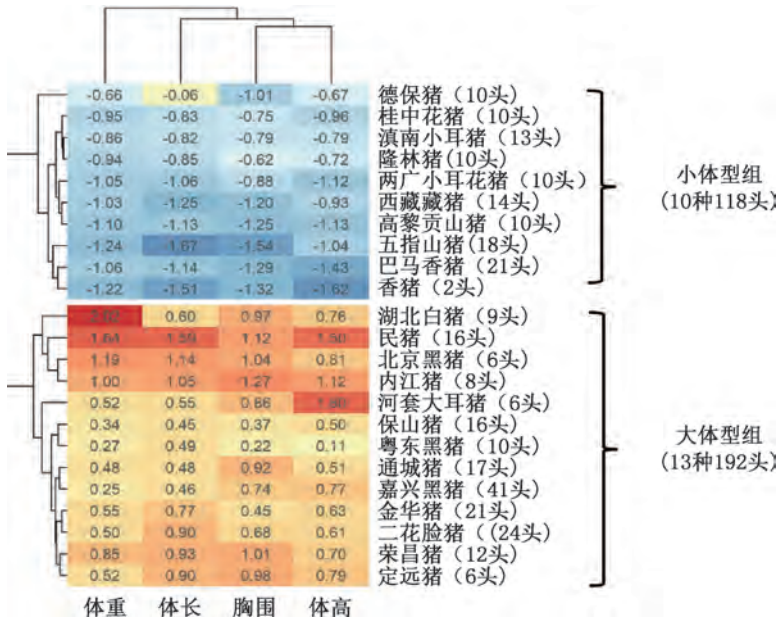 -0.66 -0.06 -1.01 -0.67 德保猪（10头）
-0.95 -0.83 -0.75 -0.96 桂中花猪（10头）
-0.86 -0.82 -0.79 -0.79 滇南小耳猪（13头）
-0.94 -0.85 -0.62 -0.72 隆林猪(10头)
-1.05 -1.06 -0.88 -1.12 两广小耳花猪（10头）
-1.03 -1.25 -1.20 -0.93 西藏藏猪（14头）
-1.10 -1.13 -1.25 -1.13 高黎贡山猪（10头）
-1.24 -1.67 -1.54 -1.04 五指山猪(18头)
-1.06 -1.14 -1.29 -1.43 巴马香猪（21头）
-1.22 -1.51 -1.32 -1.62 香猪（2头）
小体型组
(10种118头)
0.60 0.97 0.76 湖北白猪（9头）
1.64 1.59 1.12 1.50 民猪（16头）
1.19 1.14 1.04 0.81 北京黑猪（6头）
1.00 1.05 1.27 1.12 内江猪（8头）
0.52 0.55 0.86 河套大耳猪（6头）
0.34 0.45 0.37 0.50 保山猪（16头）
0.27 0.49 0.22 0.11 粤东黑猪（10头）
0.48 0.48 0.92 0.51 通城猪（17头）
0.25 0.46 0.74 0.77 嘉兴黑猪（41头）
0.55 0.77 0.45 0.63 金华猪（21头）
0.50 0.90 0.68 0.61 二花脸猪（(24头）
0.85 0.93 1.01 0.70 荣昌猪（12头）
0.52 0.90 0.98 0.79 定远猪（6头）
大体型组
(13种192头)
体重 体长 胸围 体高